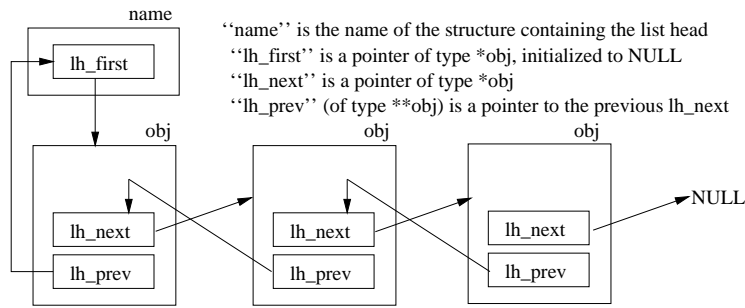 name
‘‘name’’ is the name of the structure containing the list head
lh_first
‘‘lh_first’’ is a pointer of type *obj, initialized to NULL
‘‘lh_next’’ is a pointer of type *obj
‘‘lh_prev’’ (of type **obj) is a pointer to the previous lh_next
obj
obj
obj
NULL
lh_next
lh_next
lh_next
lh_prev
lh_prev
lh_prev